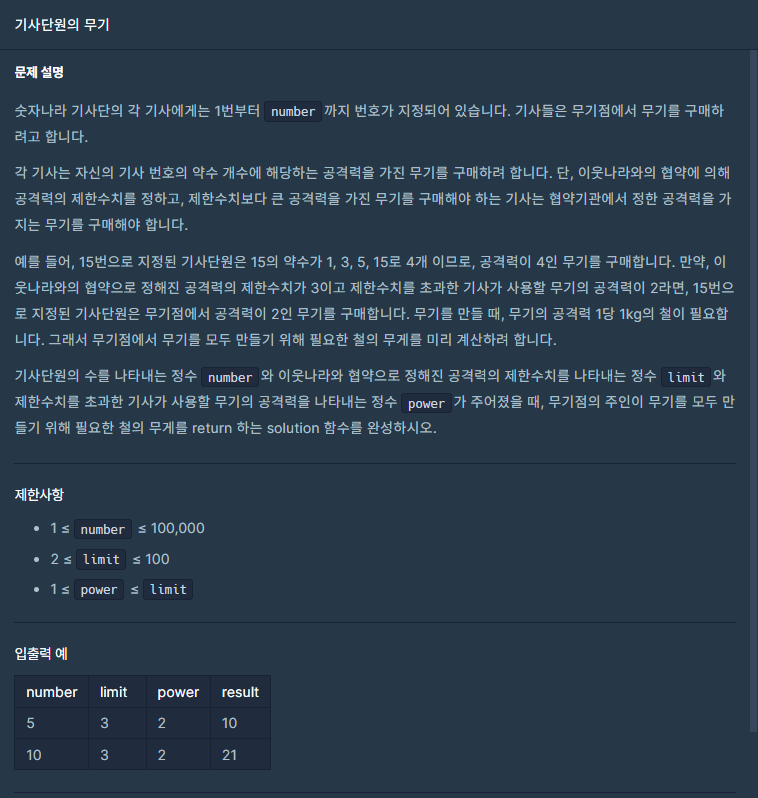 기사단원의 무기
문제 설명
숫자나라 기사단의 각 기사에게는 1번부터 number 까지 번호가 지정되어 있습니다. 기사들은 무기점에서 무기를 구매하
려고 합니다.
각 기사는 자신의 기사 번호의 약수 개수에 해당하는 공격력을 가진 무기를 구매하려 합니다. 단, 이웃나라와의 협약에 의해
공격력의 제한수치를 정하고, 제한수치보다 큰 공격력을 가진 무기를 구매해야 하는 기사는 협약기관에서 정한 공격력을 가
지는 무기를 구매해야 합니다.
예를 들어, 15번으로 지정된 기사단원은 15의 약수가 1, 3, 5, 15로 4개 이므로, 공격력이 4인 무기를 구매합니다. 만약, 이
웃나라와의 협약으로 정해진 공격력의 제한수치가 3이고 제한수치를 초과한 기사가 사용할 무기의 공격력이 2라면, 15번으
로 지정된 기사단원은 무기점에서 공격력이 2인 무기를 구매합니다. 무기를 만들 때, 무기의 공격력 1당 1kg의 철이 필요합
니다. 그래서 무기점에서 무기를 모두 만들기 위해 필요한 철의 무게를 미리 계산하려 합니다.
기사단원의 수를 나타내는 정수 number 와 이웃나라와 협약으로 정해진 공격력의 제한수치를 나타내는 정수 limit 와
제한수치를 초과한 기사가 사용할 무기의 공격력을 나타내는 정수 power 가 주어졌을 때, 무기점의 주인이 무기를 모두 만
들기 위해 필요한 철의 무게를 return 하는 solution 함수를 완성하시오.
제한사항
• 1 ≤ number ≤ 100,000
• 2 ≤ limit ≤ 100
• 1 ≤ power ≤ limit
입출력 예
number limit power result
5 3 2 10
10 3 2 21